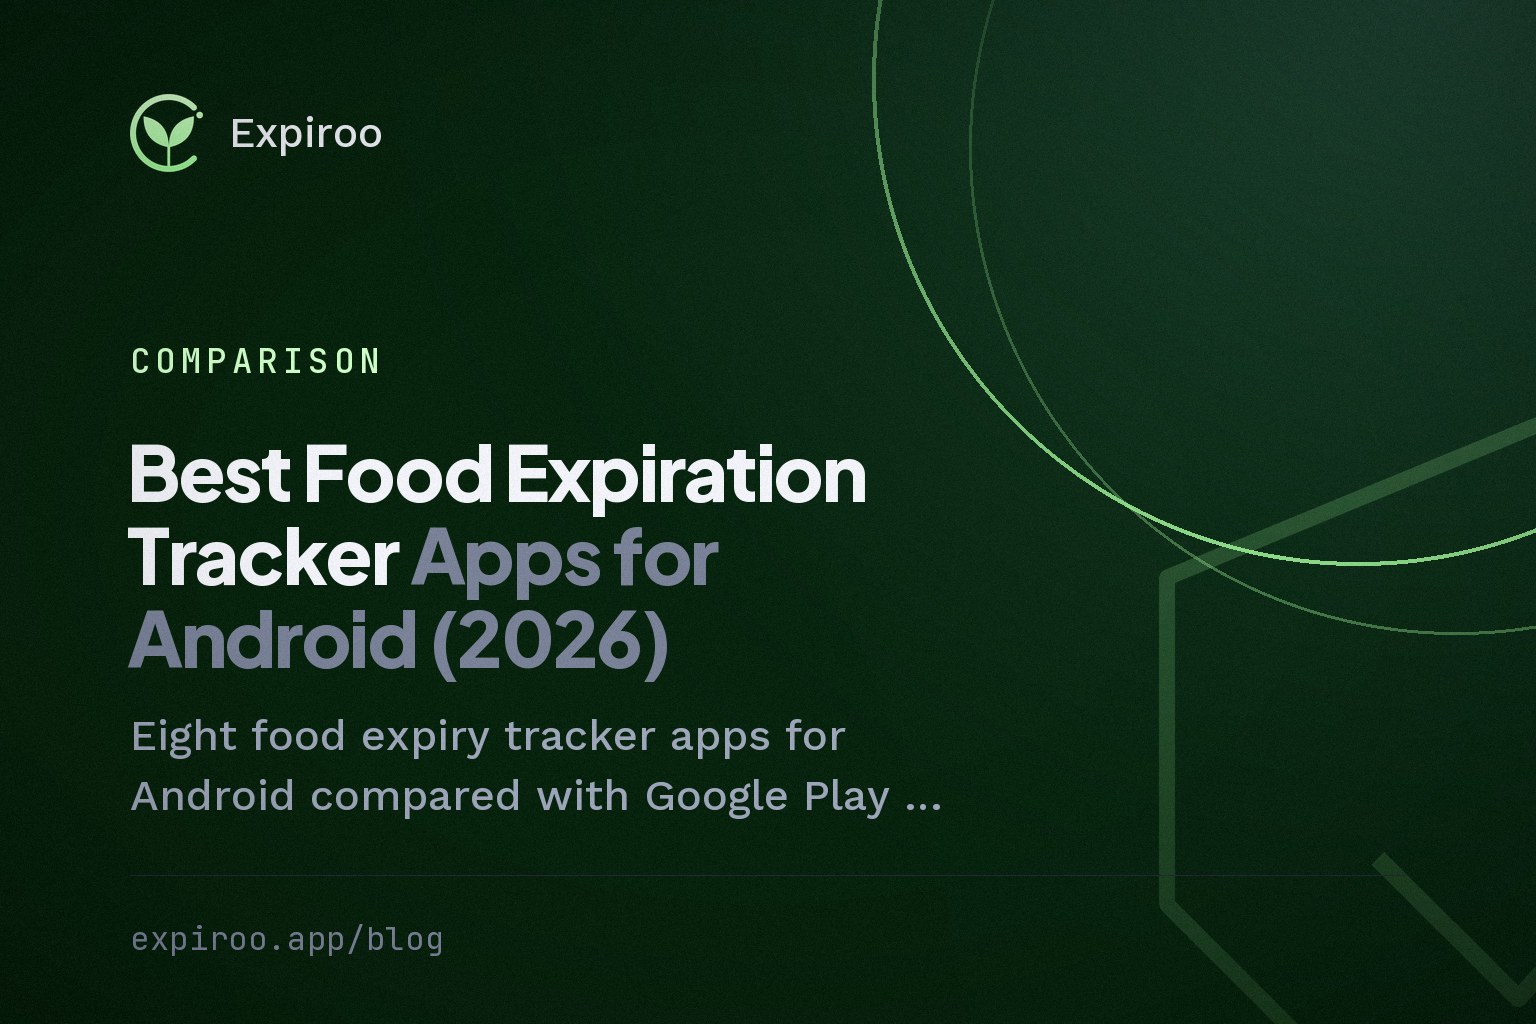 Expiroo
COMPARISON
Best Food Expiration
Tracker Apps for
Android (2026)
Eight food expiry tracker apps for
Android compared with Google Play ...
expiroo.app/blog